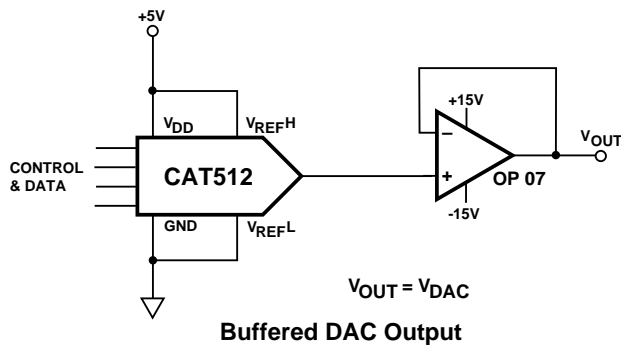 +5V
VDD
VREFH
+15V
−
VOUT
CONTROL
& DATA
CAT512
+
OP 07
GND
VREFL
-15V
VOUT = VDAC
Buffered DAC Output